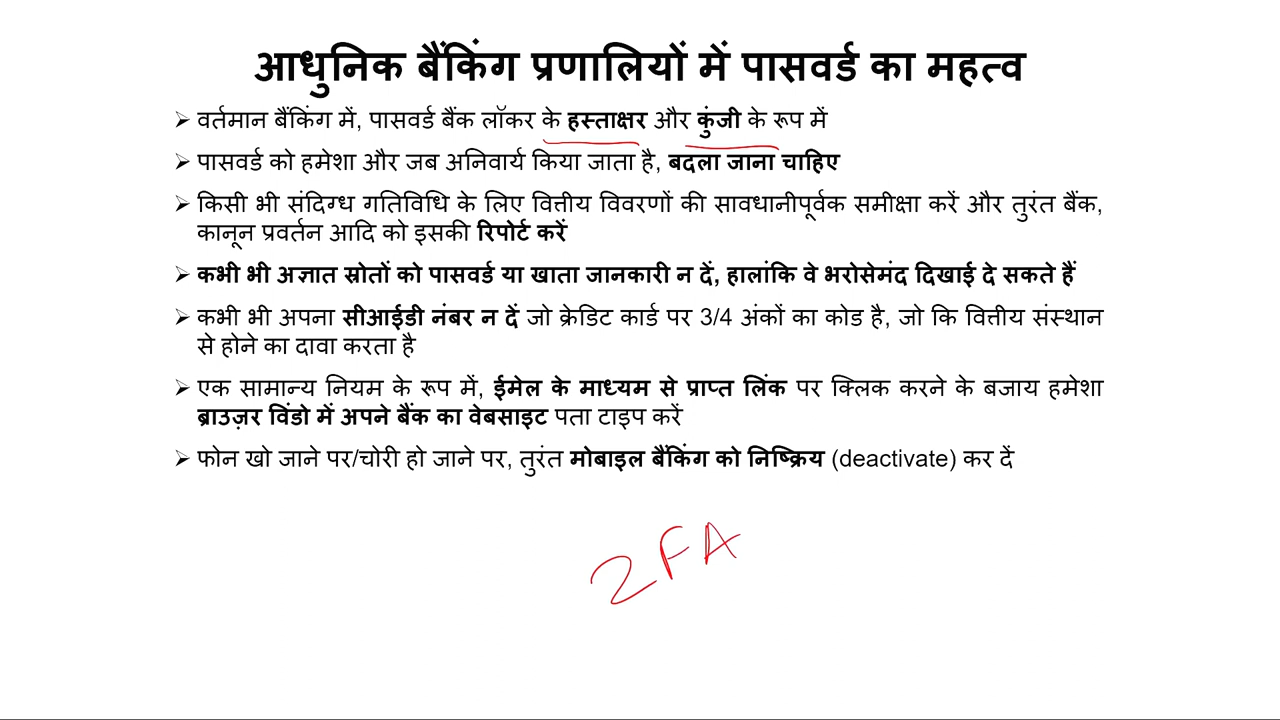 आधुनिक बैंकिंग प्रणालियों में पासवर्ड का महत्व
➢ वर्तमान बैंकिंग में, पासवर्ड बैंक लॉकर के हस्ताक्षर और कुंजी के रूप में
➢ पासवर्ड को हमेशा और जब अनिवार्य किया जाता है, बदला जाना चाहिए
➢ किसी भी संदिग्ध गतिविधि के लिए वित्तीय विवरणों की सावधानीपूर्वक समीक्षा करें और तुरंत बैंक,
कानून प्रवर्तन आदि को इसकी रिपोर्ट करें
➢ कभी भी अज्ञात स्रोतों को पासवर्ड या खाता जानकारी न दें, हालांकि वे भरोसेमंद दिखाई दे सकते हैं
➢ कभी भी अपना सीआईडी नंबर न दें जो क्रेडिट कार्ड पर 3/4 अंकों का कोड है, जो कि वित्तीय संस्थान
से होने का दावा करता है
➢ एक सामान्य नियम के रूप में, ईमेल के माध्यम से प्राप्त लिंक पर क्लिक करने के बजाय हमेशा
ब्राउज़र विंडो में अपने बैंक का वेबसाइट पता टाइप करें
➢ फोन खो जाने पर/चोरी हो जाने पर, तुरंत मोबाइल बैंकिंग को निष्क्रिय (deactivate) कर दें
2FA